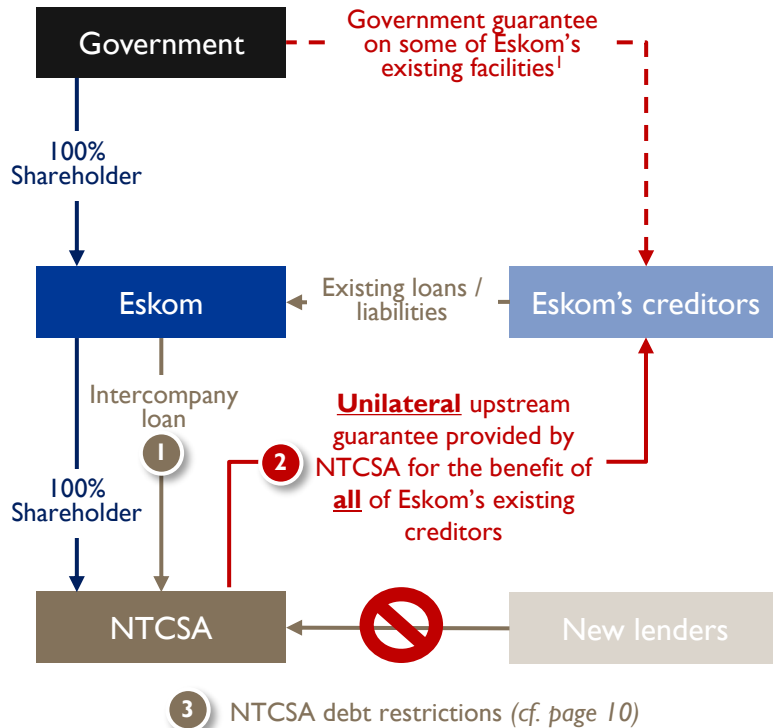 Government
Government guarantee
on some of Eskom's
existing facilities¹
100%
Shareholder
Eskom
Existing loans /
liabilities
Eskom's creditors
Intercompany
loan
1
Unilateral upstream
guarantee provided by
2 NTCSA for the benefit of
all of Eskom's existing
creditors
100%
Shareholder
NTCSA
New lenders
3 NTCSA debt restrictions (cf. page 10)